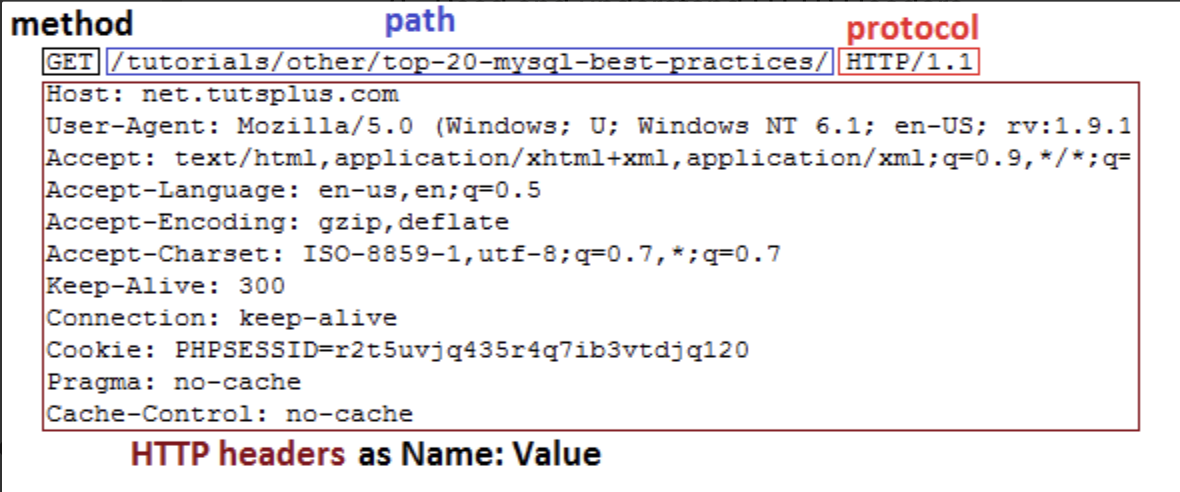 method path protocol
GET /tutorials/other/top-20-mysql-best-practices/ HTTP/1.1
Host: net.tutsplus.com
User-Agent: Mozilla/5.0 (Windows; U; Windows NT 6.1; en-US; rv:1.9.1
Accept: text/html,application/xhtml+xml,application/xml;q=0.9,*/*;q=
Accept-Language: en-us,en;q=0.5
Accept-Encoding: gzip,deflate
Accept-Charset: ISO-8859-1,utf-8;q=0.7,*;q=0.7
Keep-Alive: 300
Connection: keep-alive
Cookie: PHPSESSID=r2t5uvjq435r4q7ib3vtdjq120
Pragma: no-cache
Cache-Control: no-cache
HTTP headers as Name: Value